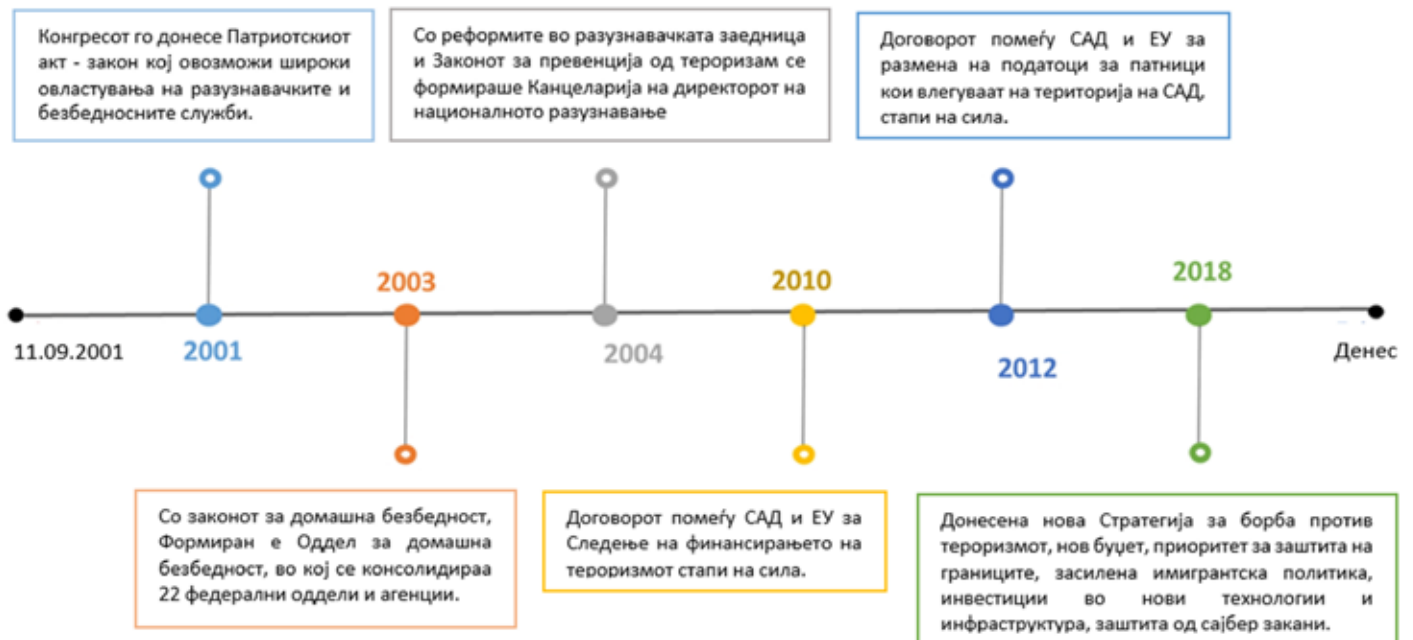 Конгресот го донесе Патриотскиот
акт - закон кој овозможи широки
овластувања на разузнавачките и
безбедносните служби.
Со реформите во разузнавачката заедница
и Законот за превенција од тероризам се
формираше Канцеларија на директорот на
националното разузнавање
Договорот помеѓу САД и ЕУ за
размена на податоци за патници
кои влегуваат на територија на САД,
стапи на сила.
2003
2010
2018
11.09.2001
2001
2004
2012
Денес
Со законот за домашна безбедност,
Формиран е Оддел за домашна
безбедност, во кој се консолидираа
22 федерални оддели и агенции.
Договорот помеѓу САД и ЕУ за
Следење на финансирањето на
тероризмот стапи на сила.
Донесена нова Стратегија за борба против
тероризмот, нов буџет, приоритет за заштита на
границите, засилена имигрантска политика,
инвестиции во нови технологии и
инфраструктура, заштита од сајбер закани.